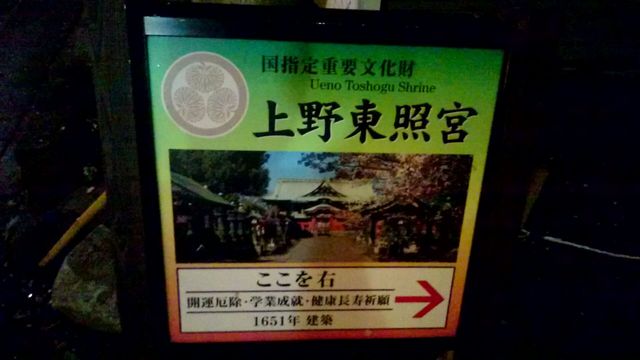 国指定重要文化財
Ueno Toshogu Shrine
上野東照宮
ここを右
開運厄除・学業成就・健康長寿祈願
1651年 建築